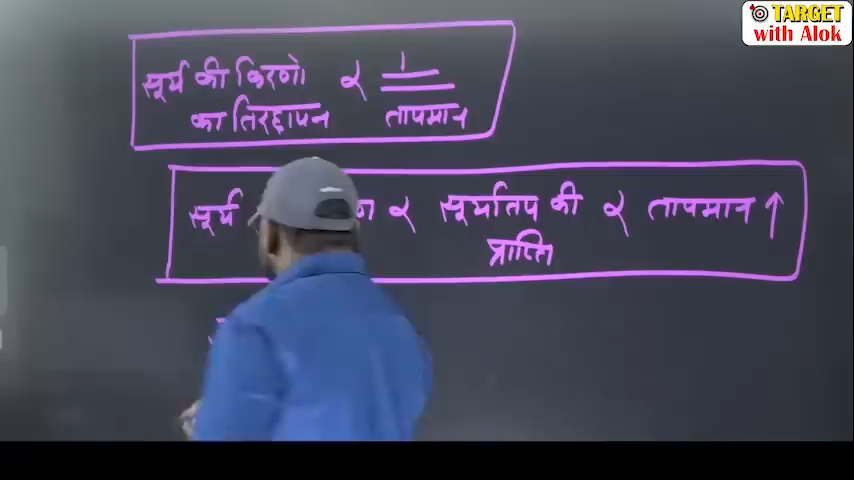 TARGET
with Alok
सूर्य की किरणो ∝ 1
का तिरछापन तापमान
सूर्य ∝ सूर्यातप की ∝ तापमान ↑
प्राप्ति